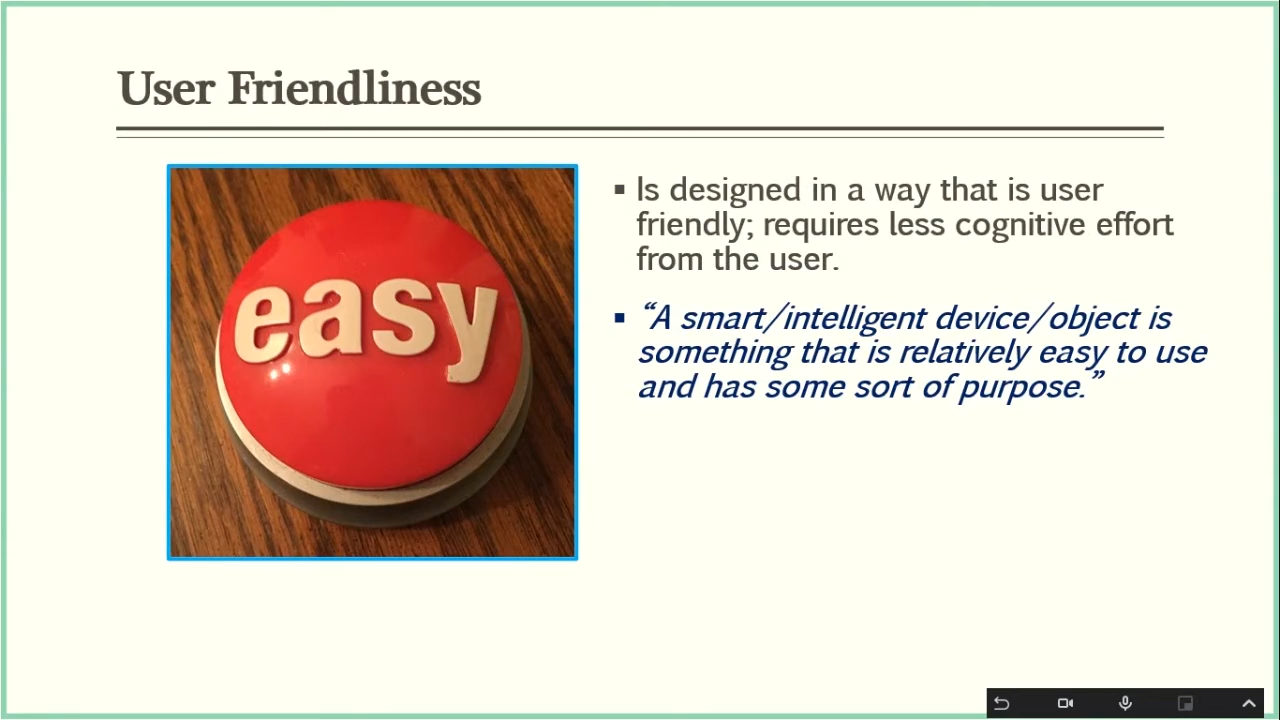 User Friendliness
easy
▪ Is designed in a way that is user
friendly; requires less cognitive effort
from the user.
▪ “A smart/intelligent device/object is
something that is relatively easy to use
and has some sort of purpose.”